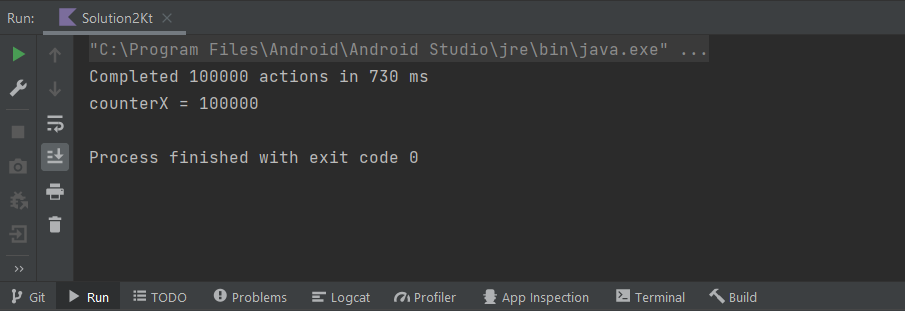 Run: Solution2Kt
"C:\Program Files\Android\Android Studio\jre\bin\java.exe" ...
Completed 100000 actions in 730 ms
counterX = 100000
Process finished with exit code 0
Git Run TODO Problems Logcat Profiler App Inspection Terminal Build